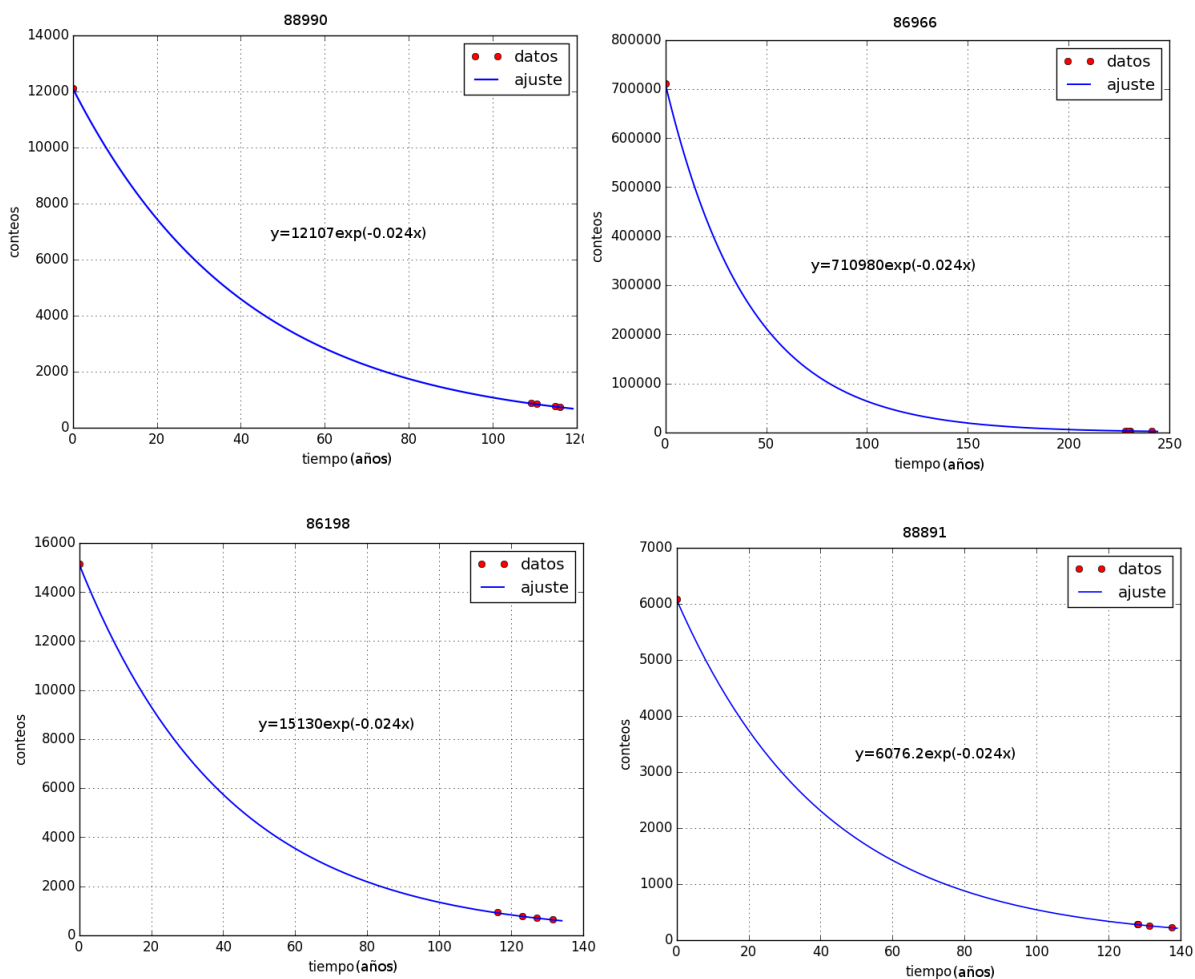 88990
14000
12000
10000
8000
6000
4000
2000
0
conteos
datos
ajuste
y=12107exp(-0.024x)
0 20 40 60 80 100 120
tiempo (años)
86966
800000
700000
600000
500000
400000
300000
200000
100000
0
conteos
datos
ajuste
y=710980exp(-0.024x)
0 50 100 150 200 250
tiempo (años)
86198
16000
14000
12000
10000
8000
6000
4000
2000
0
conteos
datos
ajuste
y=15130exp(-0.024x)
0 20 40 60 80 100 120 140
tiempo (años)
88891
7000
6000
5000
4000
3000
2000
1000
0
conteos
datos
ajuste
y=6076.2exp(-0.024x)
0 20 40 60 80 100 120 140
tiempo (años)